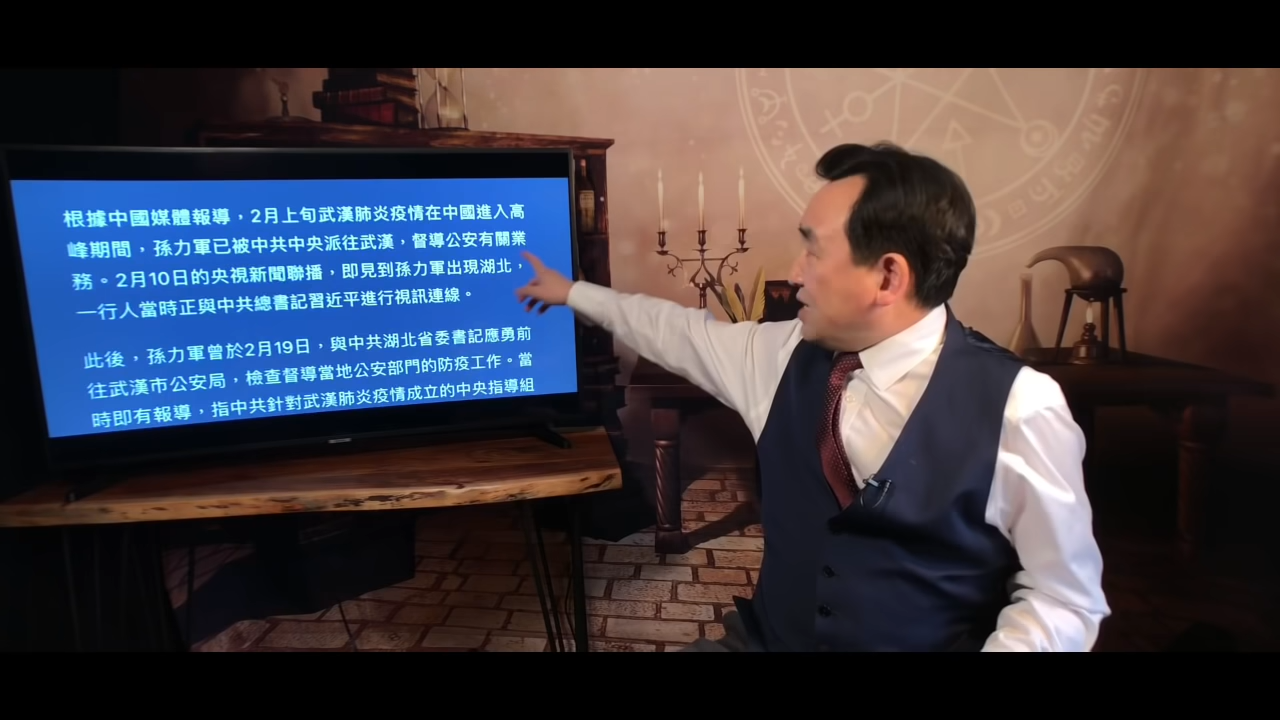 根據中國媒體報導，2月上旬武漢肺炎疫情在中國進入高
峰期間，孫力軍已被中共中央派往武漢，督導公安有關業
務。2月10日的央視新聞聯播，即見到孫力軍出現湖北，
一行人當時正與中共總書記習近平進行視訊連線。
此後，孫力軍曾於2月19日，與中共湖北省委書記應勇前
往武漢市公安局，檢查督導當地公安部門的防疫工作。當
時即有報導，指中共針對武漢肺炎疫情成立的中央指導組